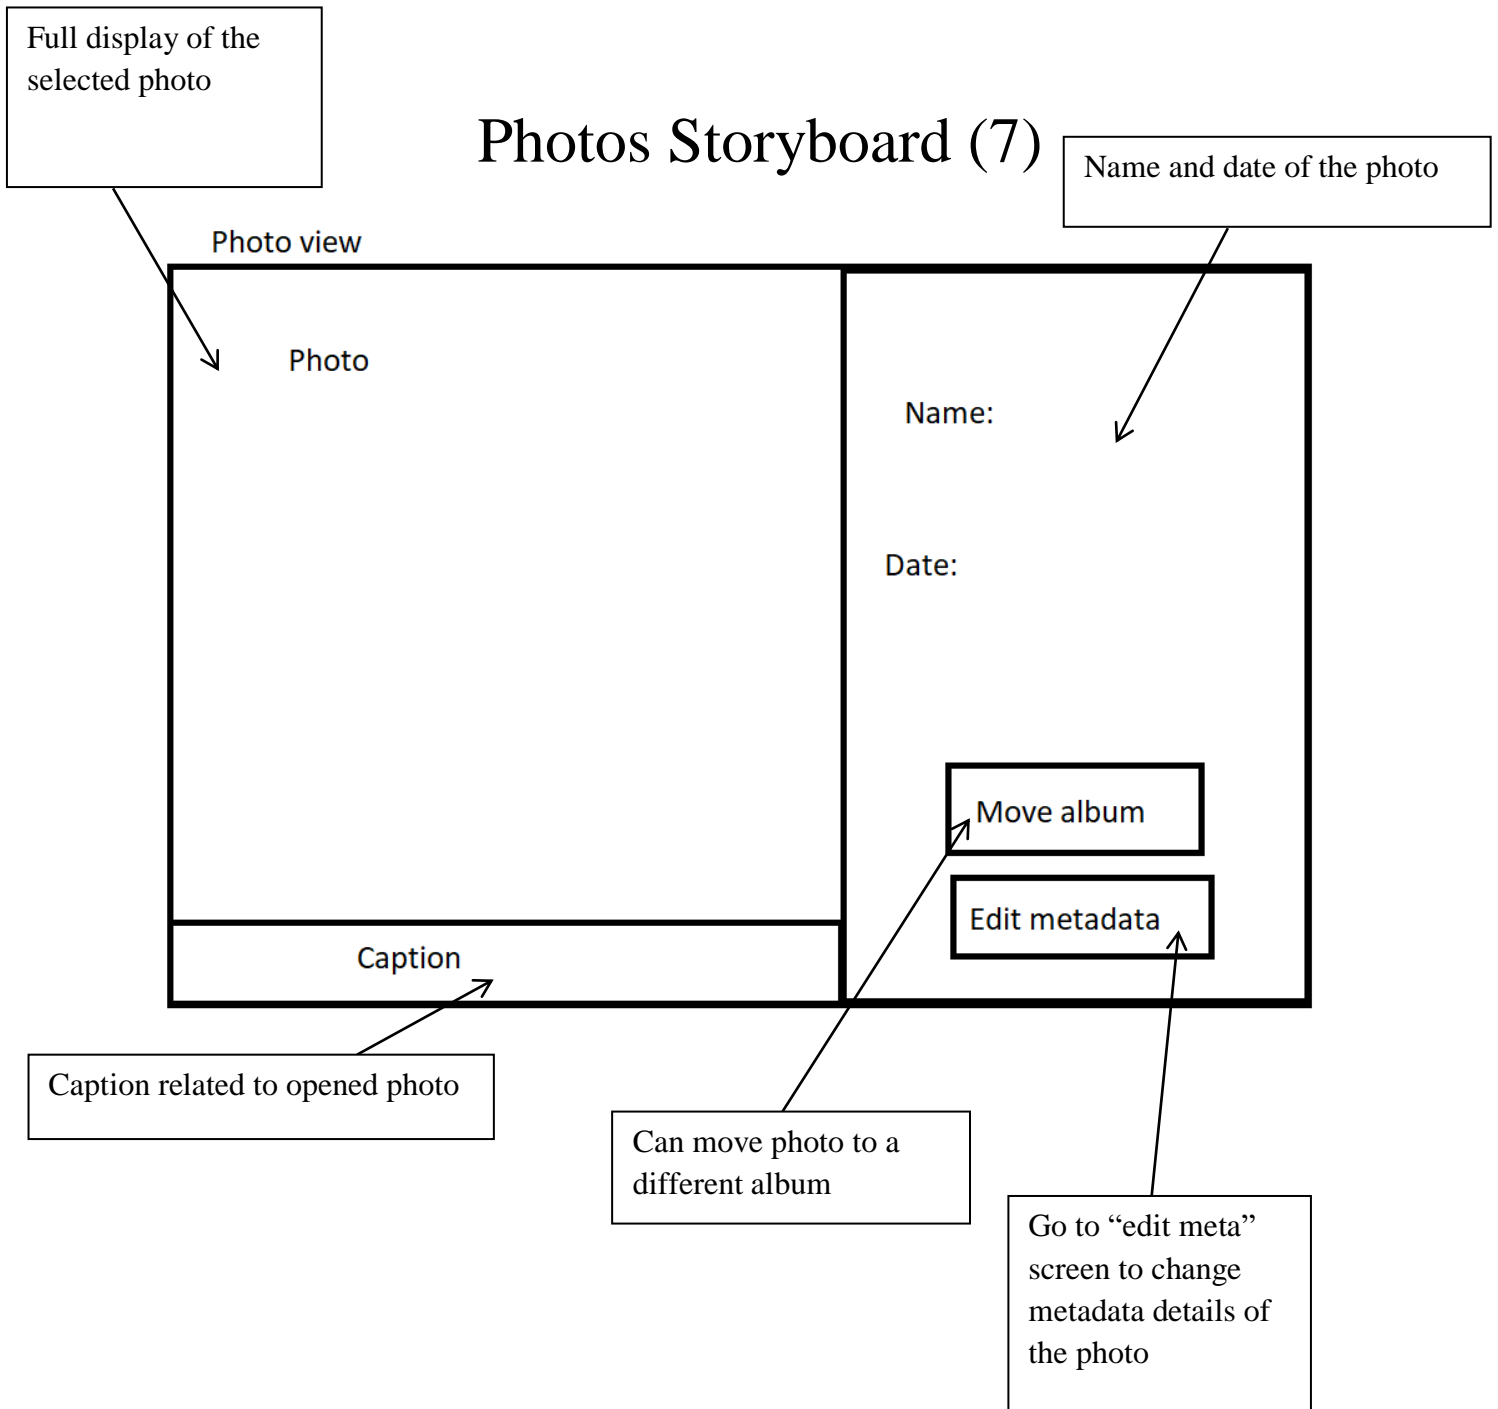 Full display of the
selected photo
Photos Storyboard (7)
Name and date of the photo
Photo view
Photo
Name:
Date:
Move album
Edit metadata
Caption
Caption related to opened photo
Can move photo to a
different album
Go to “edit meta”
screen to change
metadata details of
the photo